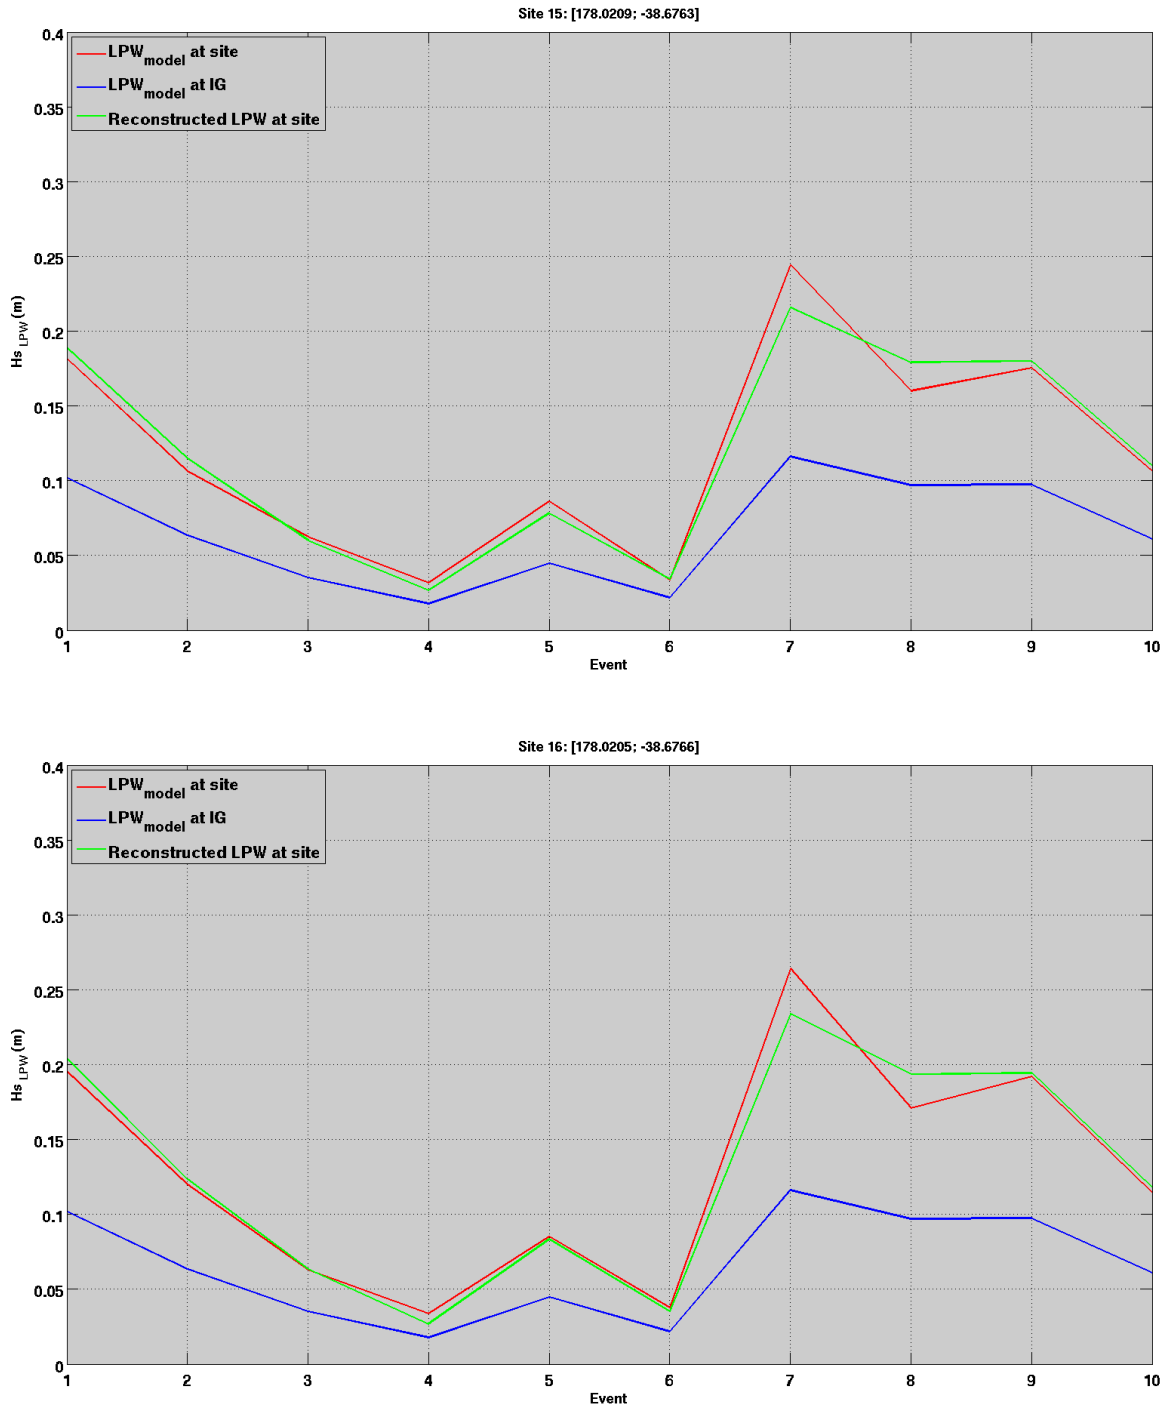 Site 15: [178.0209; -38.6763]
0.4
LPWmodel at site
LPWmodel at IG
Reconstructed LPW at site
0.35
0.3
0.25
0.2
0.15
0.1
0.05
0
Hs LPW (m)
1 2 3 4 5 6 7 8 9 10
Event
Site 16: [178.0205; -38.6766]
0.4
LPWmodel at site
LPWmodel at IG
Reconstructed LPW at site
0.35
0.3
0.25
0.2
0.15
0.1
0.05
0
Hs LPW (m)
1 2 3 4 5 6 7 8 9 10
Event